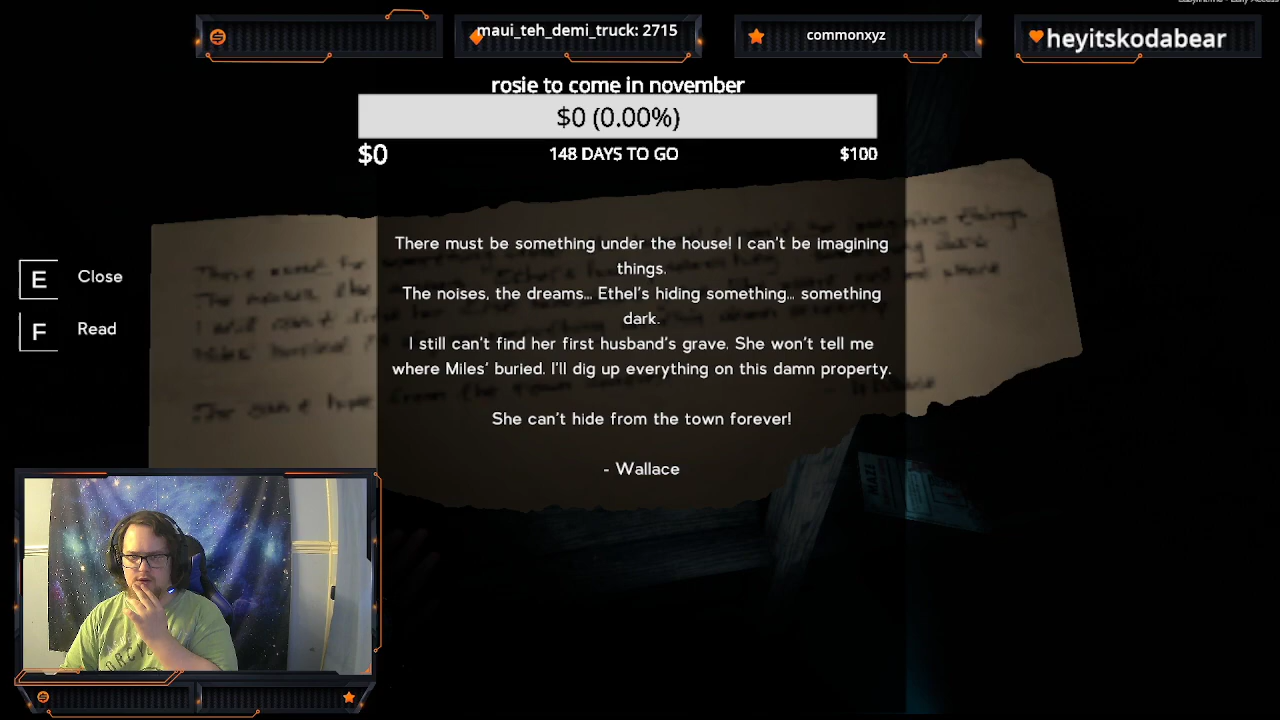 maui_teh_demi_truck: 2715
commonxyz
heyitskodabear
rosie to come in november
$0 (0.00%)
$0
148 DAYS TO GO
$100
There must be something under the house! I can't be imagining
things.
The noises, the dreams... Ethel's hiding something... something
dark.
I still can't find her first husband's grave. She won't tell me
where Miles' buried. I'll dig up everything on this damn property.
She can't hide from the town forever!
- Wallace
E Close
F Read